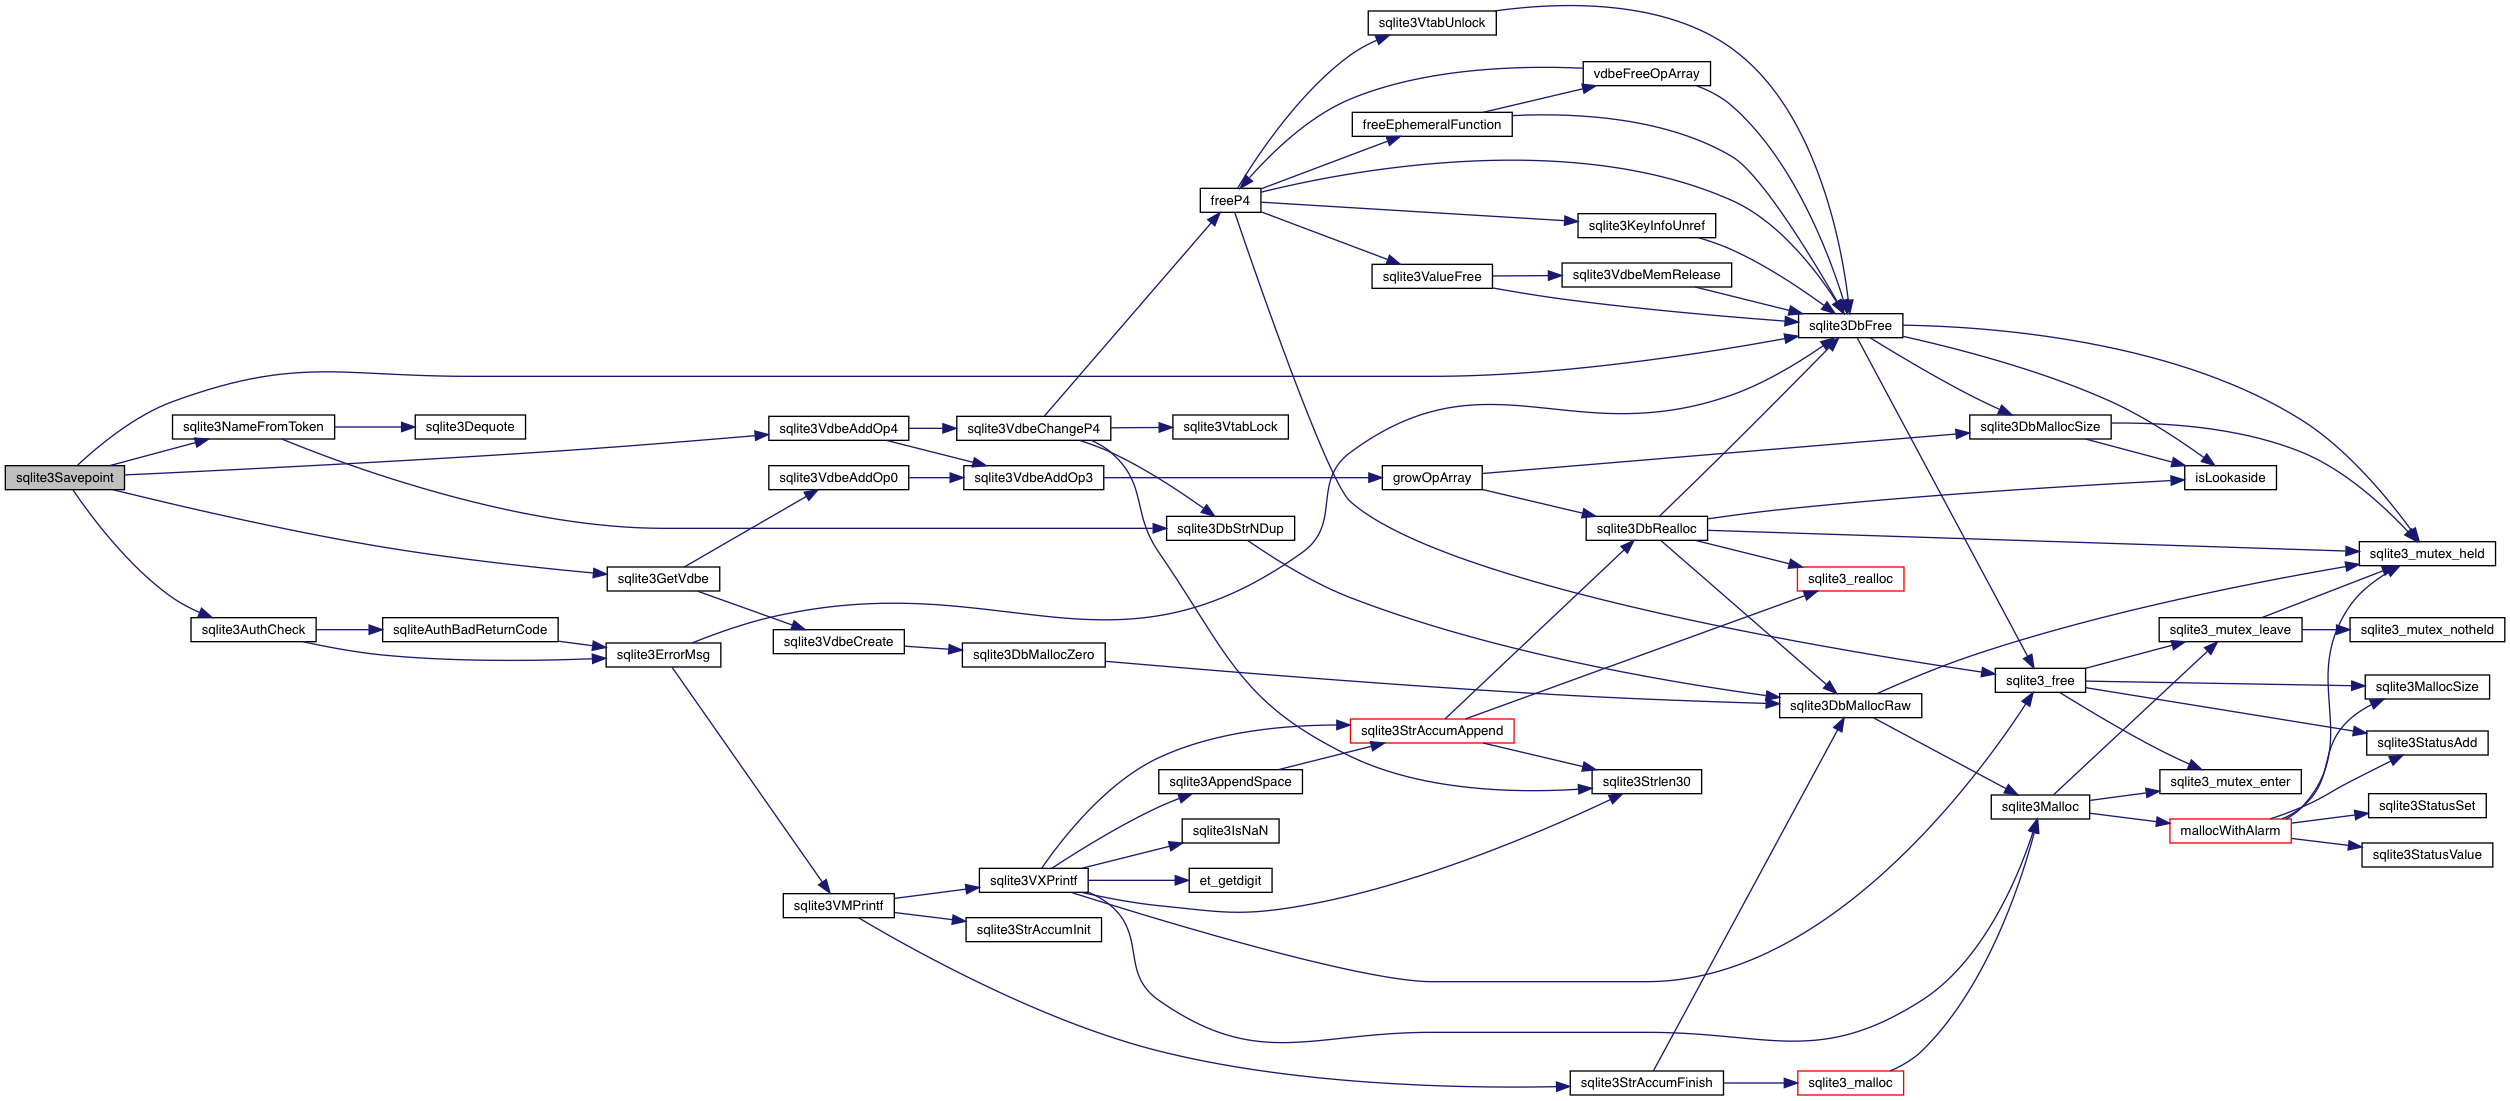 sqlite3VtabUnlock
vdbeFreeOpArray
freeEphemeralFunction
freeP4
sqlite3KeyInfoUnref
sqlite3ValueFree
sqlite3VdbeMemRelease
sqlite3DbFree
sqlite3NameFromToken
sqlite3Dequote
sqlite3VdbeAddOp4
sqlite3VdbeChangeP4
sqlite3VtabLock
sqlite3DbMallocSize
sqlite3Savepoint
sqlite3VdbeAddOp0
sqlite3VdbeAddOp3
growOpArray
isLookaside
sqlite3DbStrNDup
sqlite3DbRealloc
sqlite3_mutex_held
sqlite3GetVdbe
sqlite3_realloc
sqlite3AuthCheck
sqliteAuthBadReturnCode
sqlite3ErrorMsg
sqlite3VdbeCreate
sqlite3DbMallocZero
sqlite3_mutex_leave
sqlite3_mutex_notheld
sqlite3_free
sqlite3MallocSize
sqlite3DbMallocRaw
sqlite3StrAccumAppend
sqlite3StatusAdd
sqlite3AppendSpace
sqlite3Strlen30
sqlite3_mutex_enter
sqlite3Malloc
sqlite3StatusSet
sqlite3IsNaN
mallocWithAlarm
sqlite3StatusValue
sqlite3VXPrintf
et_getdigit
sqlite3VMPrintf
sqlite3StrAccumInit
sqlite3StrAccumFinish
sqlite3_malloc